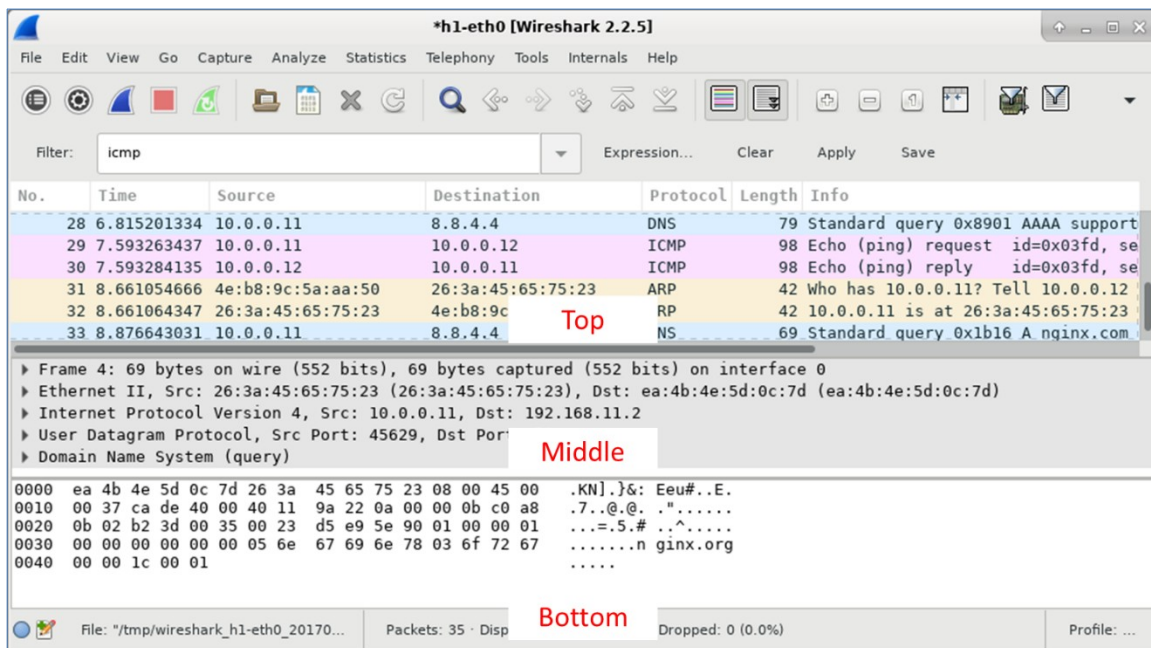 *h1-eth0 [Wireshark 2.2.5]
File Edit View Go Capture Analyze Statistics Telephony Tools Internals Help
Filter: icmp Expression... Clear Apply Save
No. Time Source Destination Protocol Length Info
28 6.815201334 10.0.0.11 8.8.4.4 DNS 79 Standard query 0x8901 AAAA support
29 7.593263437 10.0.0.11 10.0.0.12 ICMP 98 Echo (ping) request id=0x03fd, se
30 7.593284135 10.0.0.12 10.0.0.11 ICMP 98 Echo (ping) reply id=0x03fd, se
31 8.661054666 4e:b8:9c:5a:aa:50 26:3a:45:65:75:23 ARP 42 Who has 10.0.0.11? Tell 10.0.0.12
32 8.661064347 26:3a:45:65:75:23 4e:b8:9c RP 42 10.0.0.11 is at 26:3a:45:65:75:23
Top
33 8.876643031 10.0.0.11 8.8.4.4 NS 69 Standard query 0x1b16 A nginx.com
Frame 4: 69 bytes on wire (552 bits), 69 bytes captured (552 bits) on interface 0
Ethernet II, Src: 26:3a:45:65:75:23 (26:3a:45:65:75:23), Dst: ea:4b:4e:5d:0c:7d (ea:4b:4e:5d:0c:7d)
Internet Protocol Version 4, Src: 10.0.0.11, Dst: 192.168.11.2
User Datagram Protocol, Src Port: 45629, Dst Por
Middle
Domain Name System (query)
0000 ea 4b 4e 5d 0c 7d 26 3a 45 65 75 23 08 00 45 00 .KN].}&: Eeu#..E.
0010 00 37 ca de 40 00 40 11 9a 22 0a 00 00 0b c0 a8 .7..@.@. ."......
0020 0b 02 b2 3d 00 35 00 23 d5 e9 5e 90 01 00 00 01 ...=.5.# ..^.....
0030 00 00 00 00 00 00 05 6e 67 69 6e 78 03 6f 72 67 .......n ginx.org
0040 00 00 1c 00 01 .....
Bottom
File: "/tmp/wireshark_h1-eth0_20170... Packets: 35 · Disp Dropped: 0 (0.0%) Profile: ...